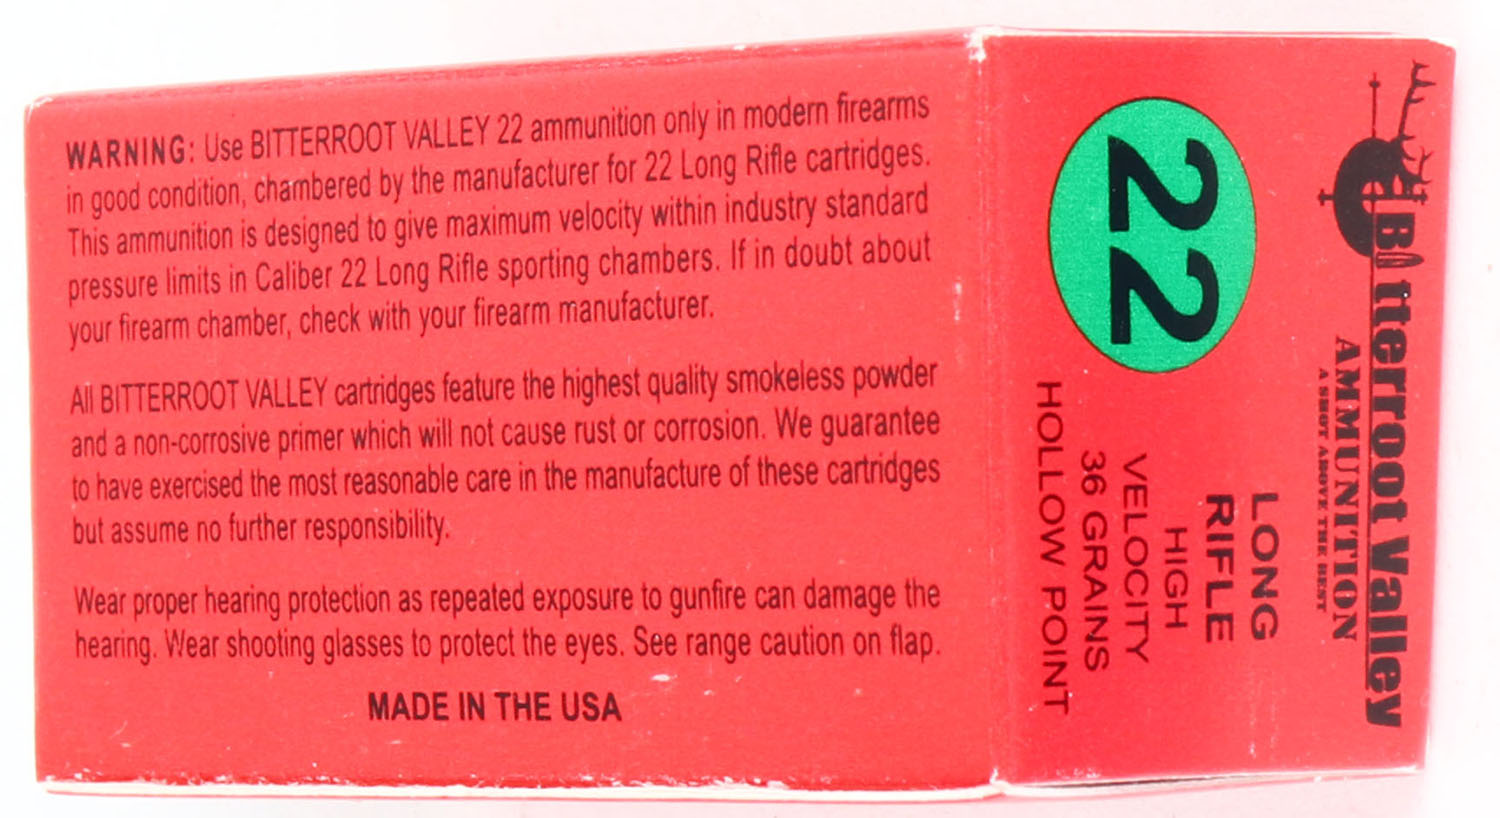 WARNING: Use BITTERROOT VALLEY 22 ammunition only in modern firearms
in good condition, chambered by the manufacturer for 22 Long Rifle cartridges.
This ammunition is designed to give maximum velocity within industry standard
pressure limits in Caliber 22 Long Rifle sporting chambers. If in doubt about
your firearm chamber, check with your firearm manufacturer.
All BITTERROOT VALLEY cartridges feature the highest quality smokeless powder
and a non-corrosive primer which will not cause rust or corrosion. We guarantee
to have exercised the most reasonable care in the manufacture of these cartridges
but assume no further responsibility.
Wear proper hearing protection as repeated exposure to gunfire can damage the
hearing. Wear shooting glasses to protect the eyes. See range caution on flap.
MADE IN THE USA
Bitterroot Valley
AMMUNITION
A SHOT ABOVE THE BEST
22
LONG
RIFLE
HIGH
VELOCITY
36 GRAINS
HOLLOW POINT